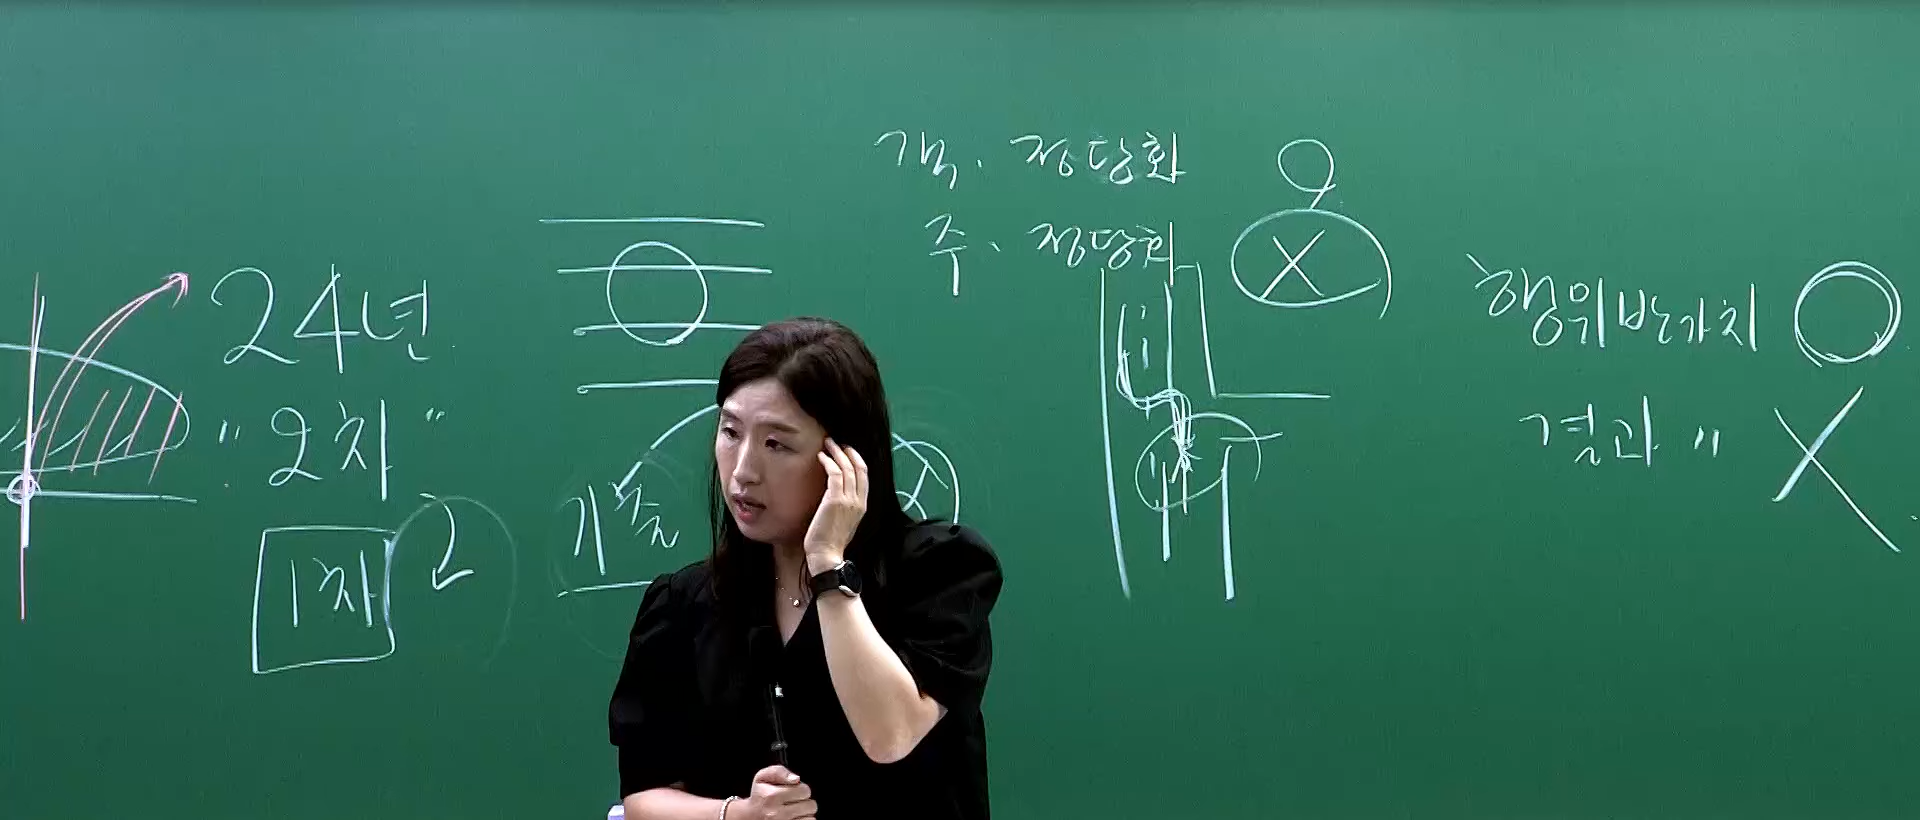 객. 정당화 O
주. 정당화 X
행위반가치 O
결과 〃 X
24년
"2차"
1차
기출